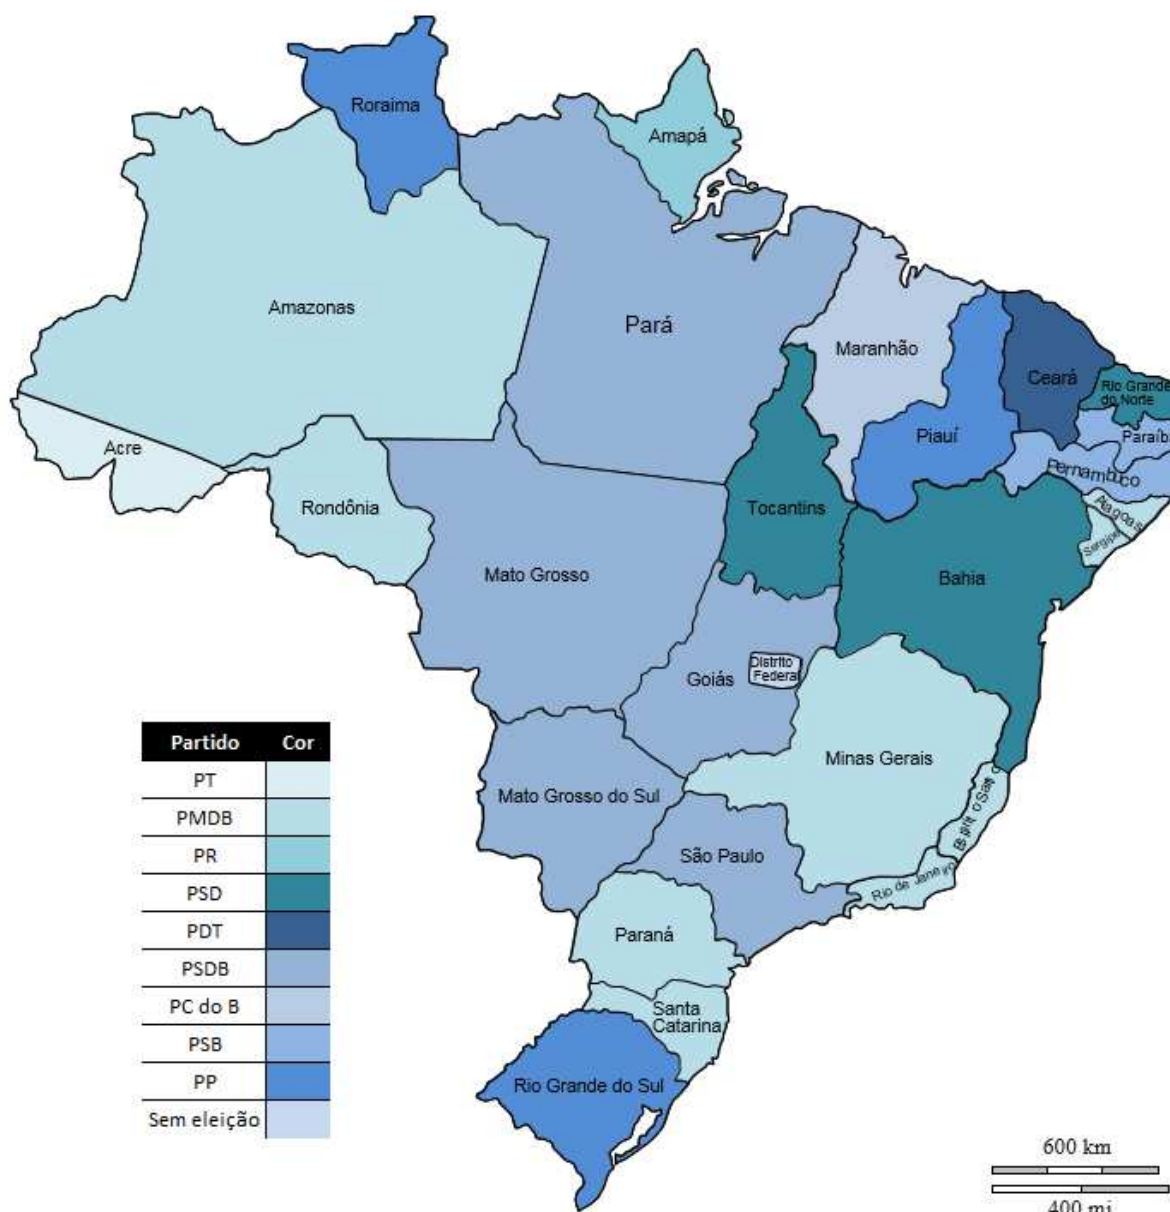 Roraima
Amapá
Amazonas
Pará
Maranhão
Ceará
Rio Grande
do Norte
Piauí
Paraíb
Pernambuco
Acre
Rondônia
Tocantins
Alagoas
Sergipe
Mato Grosso
Bahia
Goiás
Distrito
Federal
Minas Gerais
Mato Grosso do Sul
São Paulo
Rio de Janeiro
Paraná
Santa
Catarina
Rio Grande do Sul
Partido Cor
PT
PMDB
PR
PSD
PDT
PSDB
PC do B
PSB
PP
Sem eleição
600 km
400 mi